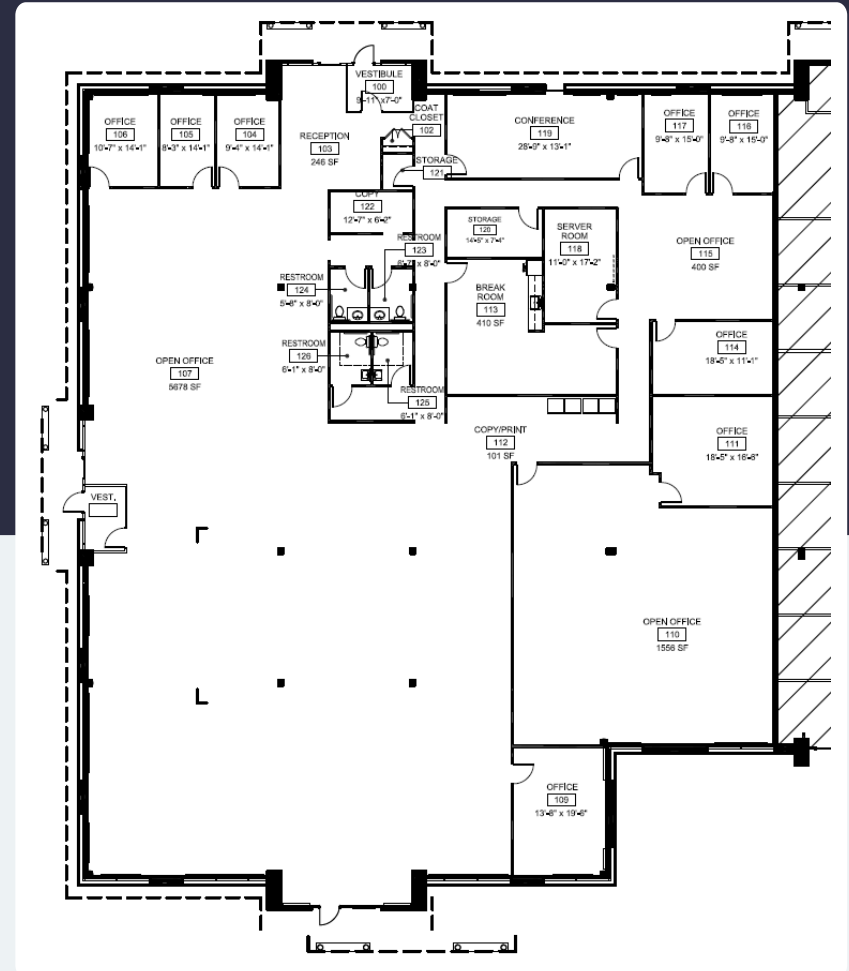 VESTIBULE
100
9'-11" x7'-0"
COAT
CLOSET
102
OFFICE
106
10'-7" x 14'-1"
OFFICE
105
8'-3" x 14'-1"
OFFICE
104
9'-4" x 14'-1"
RECEPTION
103
246 SF
CONFERENCE
119
28'-9" x 13'-1"
OFFICE
117
9'-8" x 15'-0"
OFFICE
116
9'-8" x 15'-0"
STORAGE
121
COPY
122
12'-7" x 6'-2"
STORAGE
120
14'-5" x 7'-4"
SERVER
ROOM
118
11'-0" x 17'-2"
OPEN OFFICE
115
400 SF
RESTROOM
123
x 8'-0"
RESTROOM
124
5'-8" x 8'-0"
BREAK
ROOM
113
410 SF
RESTROOM
126
6'-1" x 8'-0"
OFFICE
114
18'-5" x 11'-1"
OPEN OFFICE
107
5678 SF
RESTROOM
125
6'-1" x 8'-0"
COPY/PRINT
112
101 SF
OFFICE
111
18'-5" x 16'-8"
VEST.
OPEN OFFICE
110
1556 SF
OFFICE
109
13'-8" x 19'-6"